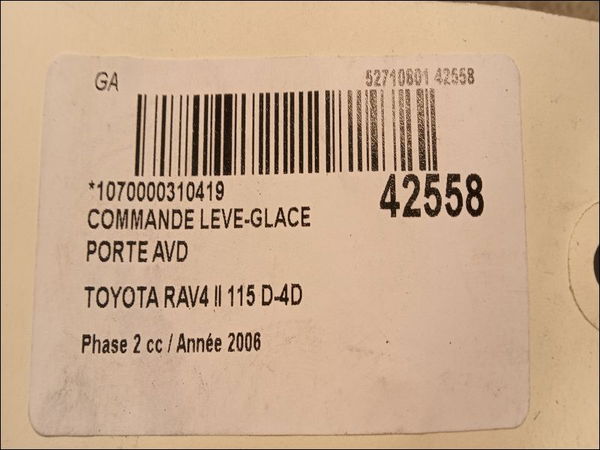 GA 52710801 42558
*1070000310419 42558
COMMANDE LEVE-GLACE
PORTE AVD
TOYOTA RAV4 II 115 D-4D
Phase 2 cc / Année 2006